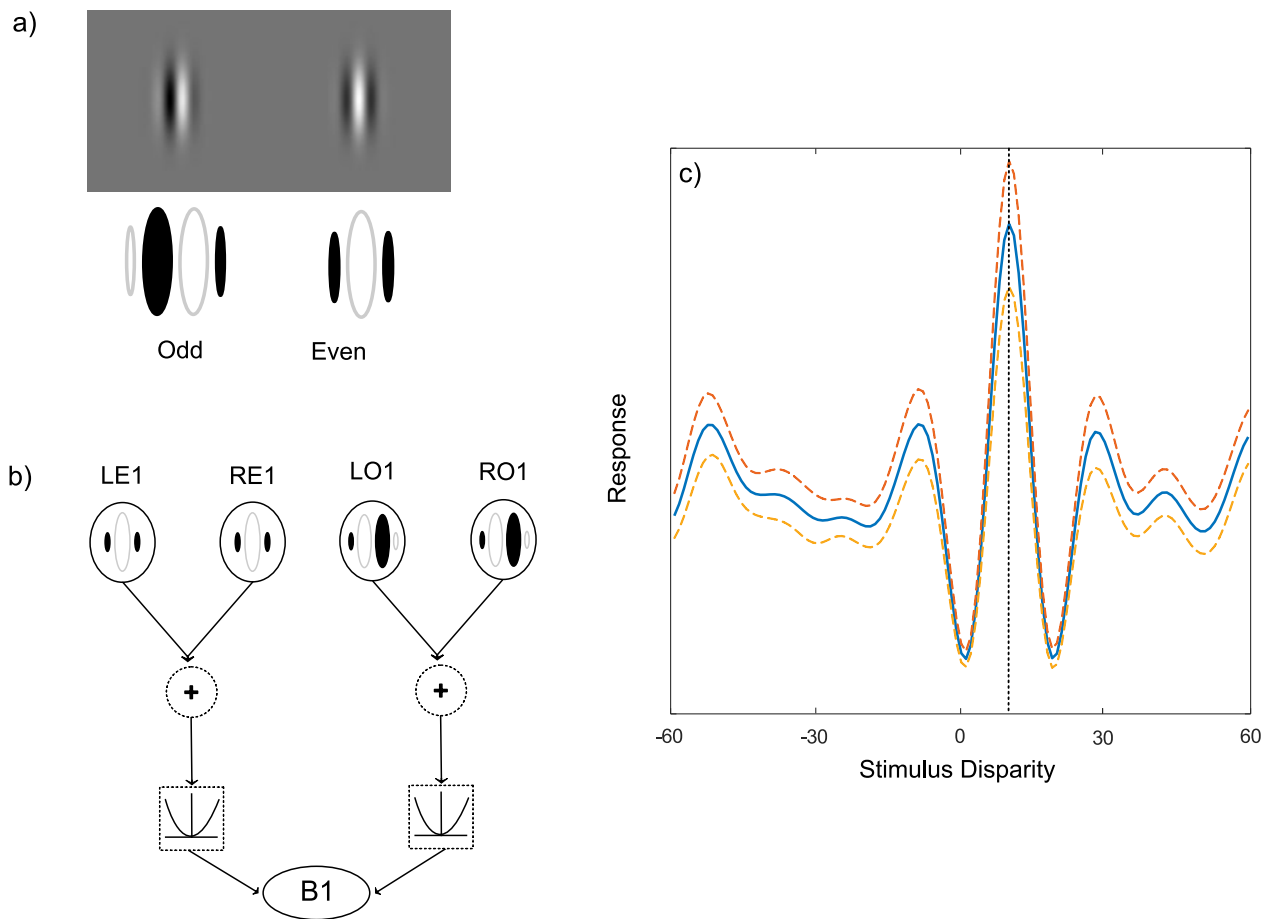 a)
Odd Even
b)
LE1 RE1 LO1 RO1
+ +
B1
c)
Response
-60 -30 0 30 60
Stimulus Disparity